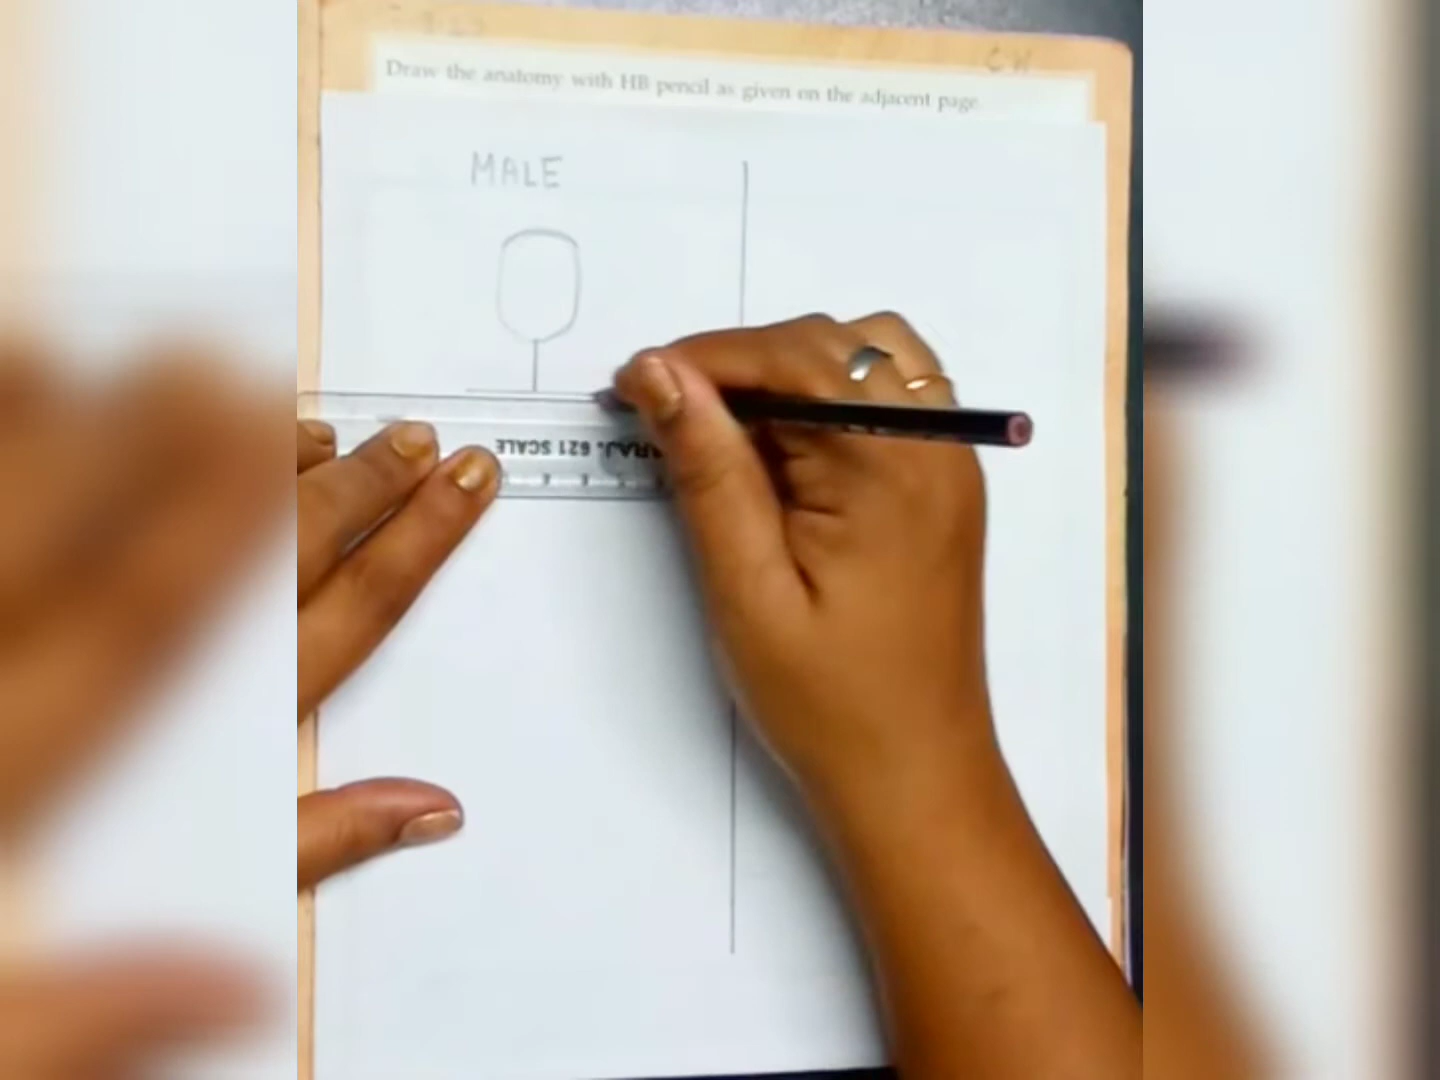 C.W
Draw the anatomy with HB pencil as given on the adjacent page.
MALE
621 SCALE